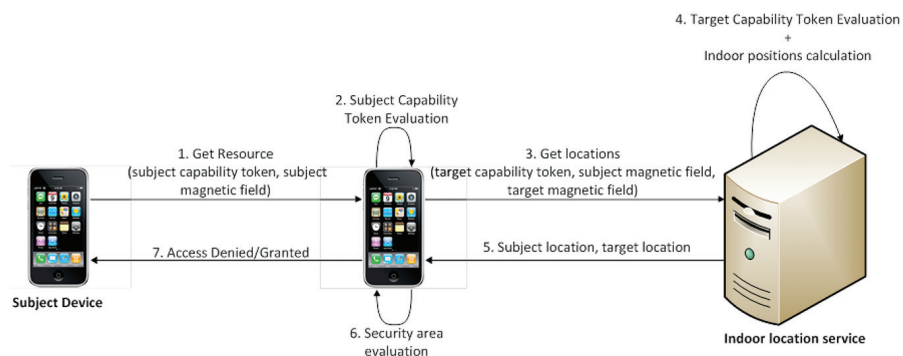 4. Target Capability Token Evaluation
+
Indoor positions calculation
2. Subject Capability
Token Evaluation
1. Get Resource
(subject capability token, subject
magnetic field)
3. Get locations
(target capability token, subject magnetic field,
target magnetic field)
7. Access Denied/Granted
5. Subject location, target location
Subject Device
6. Security area
evaluation
Indoor location service